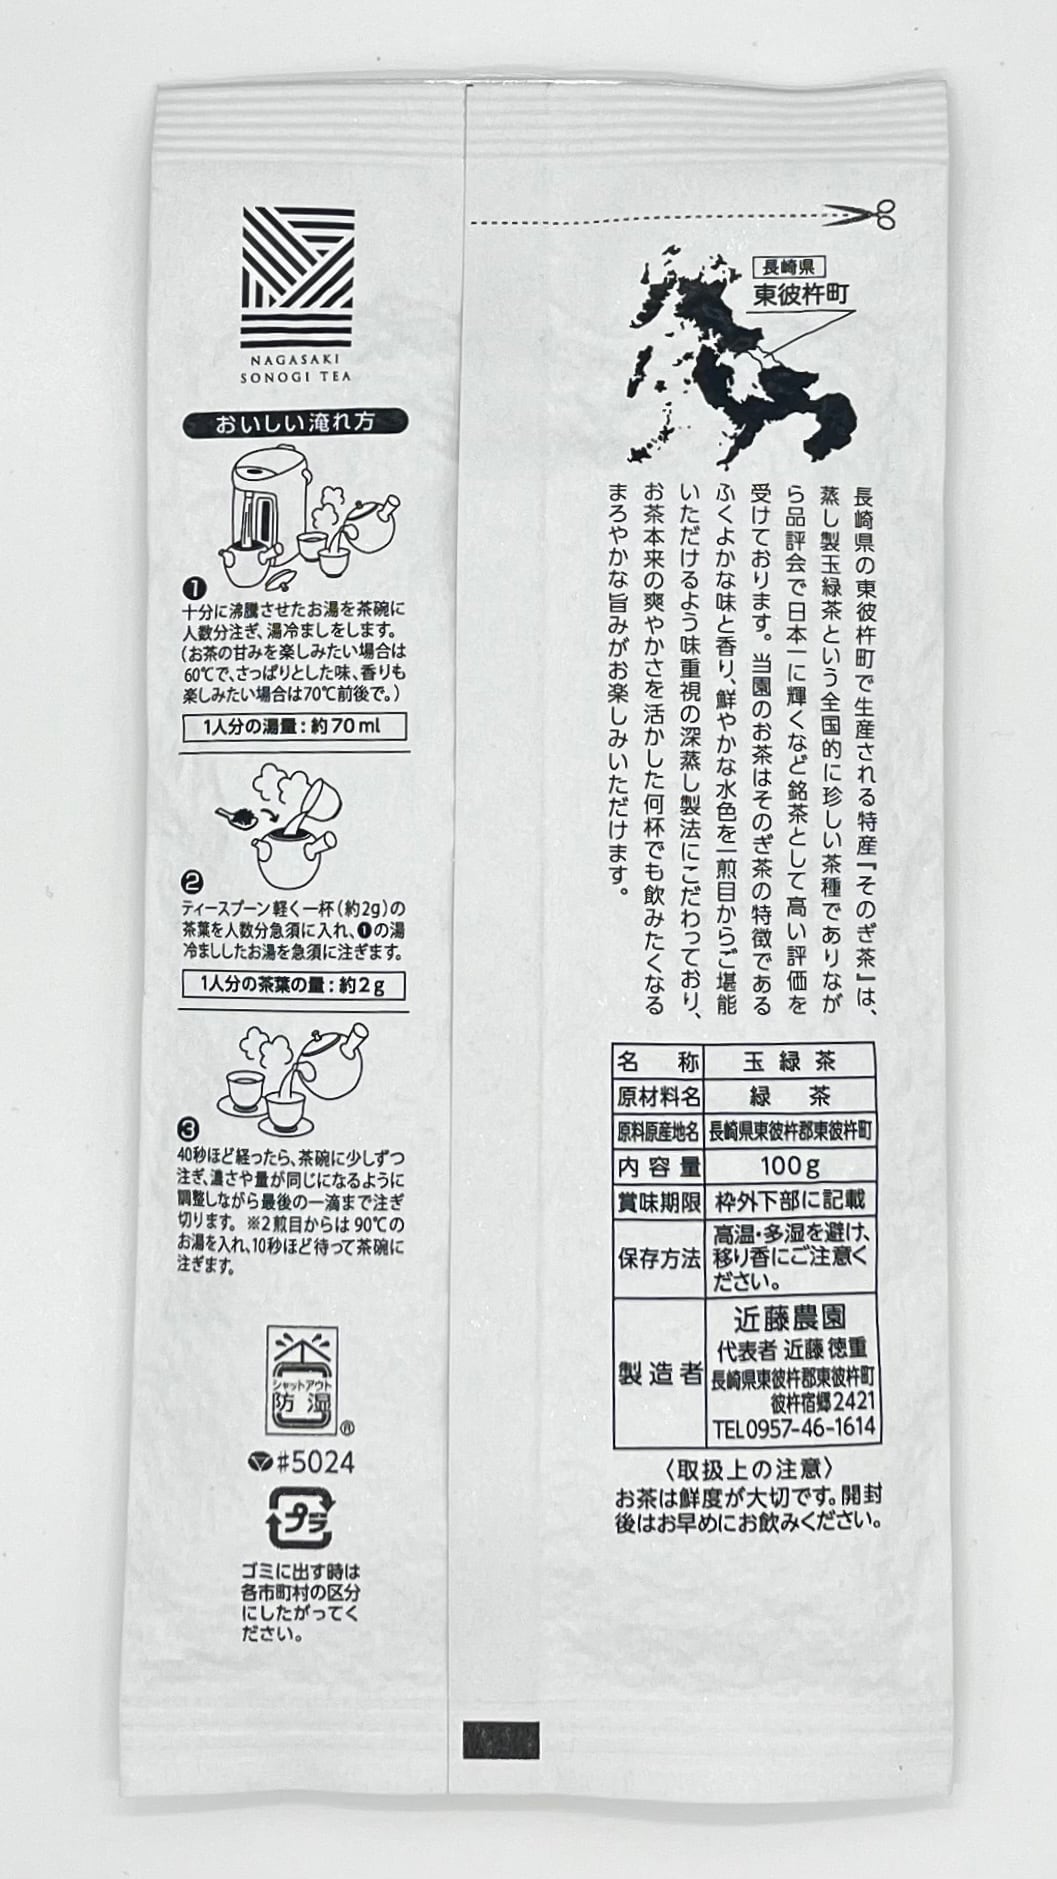 NAGASAKI
SONOGI TEA
おいしい淹れ方
❶
十分に沸騰させたお湯を茶碗に
人数分注ぎ、湯冷ましをします。
(お茶の甘みを楽しみたい場合は
60℃で、さっぱりとした味、香りも
楽しみたい場合は70℃前後で。)
1人分の湯量:約70ml
❷
ティースプーン軽く一杯(約2g)の
茶葉を人数分急須に入れ、❶の湯
冷まししたお湯を急須に注ぎます。
1人分の茶葉の量:約2g
❸
40秒ほど経ったら、茶碗に少しずつ
注ぎ、濃さや量が同じになるように
調整しながら最後の一滴まで注ぎ
切ります。※2煎目からは90℃の
お湯を入れ、10秒ほど待って茶碗に
注ぎます。
シャットアウト
防湿
®
#5024
プラ
ゴミに出す時は
各市町村の区分
にしたがってく
ださい。
長崎県
東彼杵町
長崎県の東彼杵町で生産される特産『そのぎ茶』は、
蒸し製玉緑茶という全国的に珍しい茶種でありなが
ら品評会で日本一に輝くなど銘茶として高い評価を
受けております。当園のお茶はそのぎ茶の特徴である
ふくよかな味と香り、鮮やかな水色を一煎目からご堪能
いただけるよう味重視の深蒸し製法にこだわっており、
お茶本来の爽やかさを活かした何杯でも飲みたくなる
まろやかな旨みがお楽しみいただけます。
名称 玉緑茶
原材料名 緑茶
原料原産地名 長崎県東彼杵郡東彼杵町
内容量 100g
賞味期限 枠外下部に記載
保存方法 高温・多湿を避け、
移り香にご注意く
ださい。
製造者 近藤農園
代表者 近藤徳重
長崎県東彼杵郡東彼杵町
彼杵宿郷2421
TEL0957-46-1614
〈取扱上の注意〉
お茶は鮮度が大切です。開封
後はお早めにお飲みください。